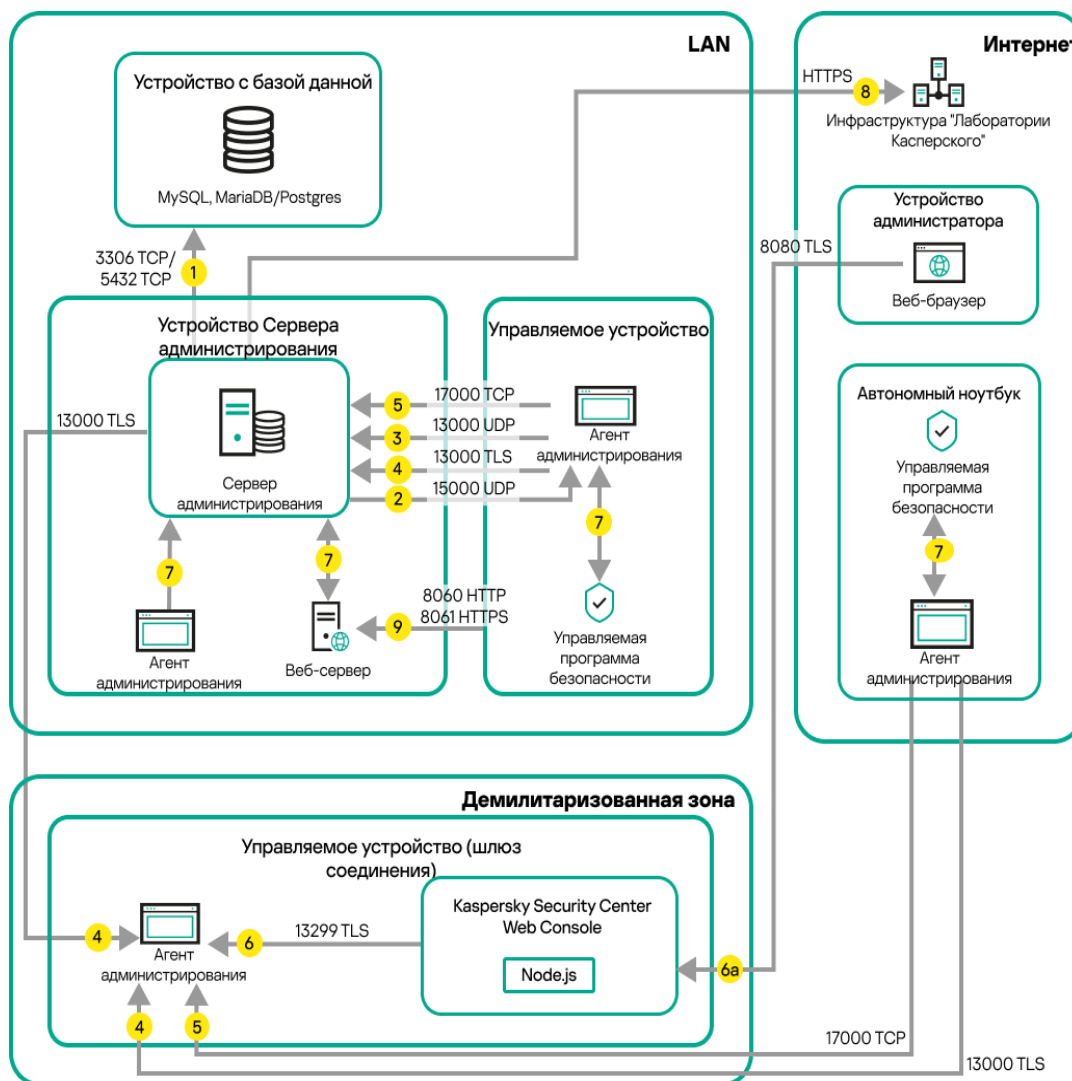 LAN
Устройство с базой данной
MySQL, MariaDB/Postgres
3306 TCP/
5432 TCP
1
Устройство Сервера
администрирования
Сервер
администрирования
13000 TLS
7
Агент
администрирования
7
Веб-сервер
Управляемое устройство
5
17000 TCP
3
13000 UDP
4
13000 TLS
2
15000 UDP
Агент
администрирования
7
8060 HTTP
8061 HTTPS
9
Управляемая
программа
безопасности
Интернет
HTTPS
8
Инфраструктура "Лаборатории
Касперского"
8080 TLS
Устройство
администратора
Веб-браузер
Автономный ноутбук
Управляемая
программа
безопасности
7
Агент
администрирования
Демилитаризованная зона
Управляемое устройство (шлюз
соединения)
4
Агент
администрирования
6
13299 TLS
Kaspersky Security Center
Web Console
Node.js
6a
4
5
17000 TCP
13000 TLS